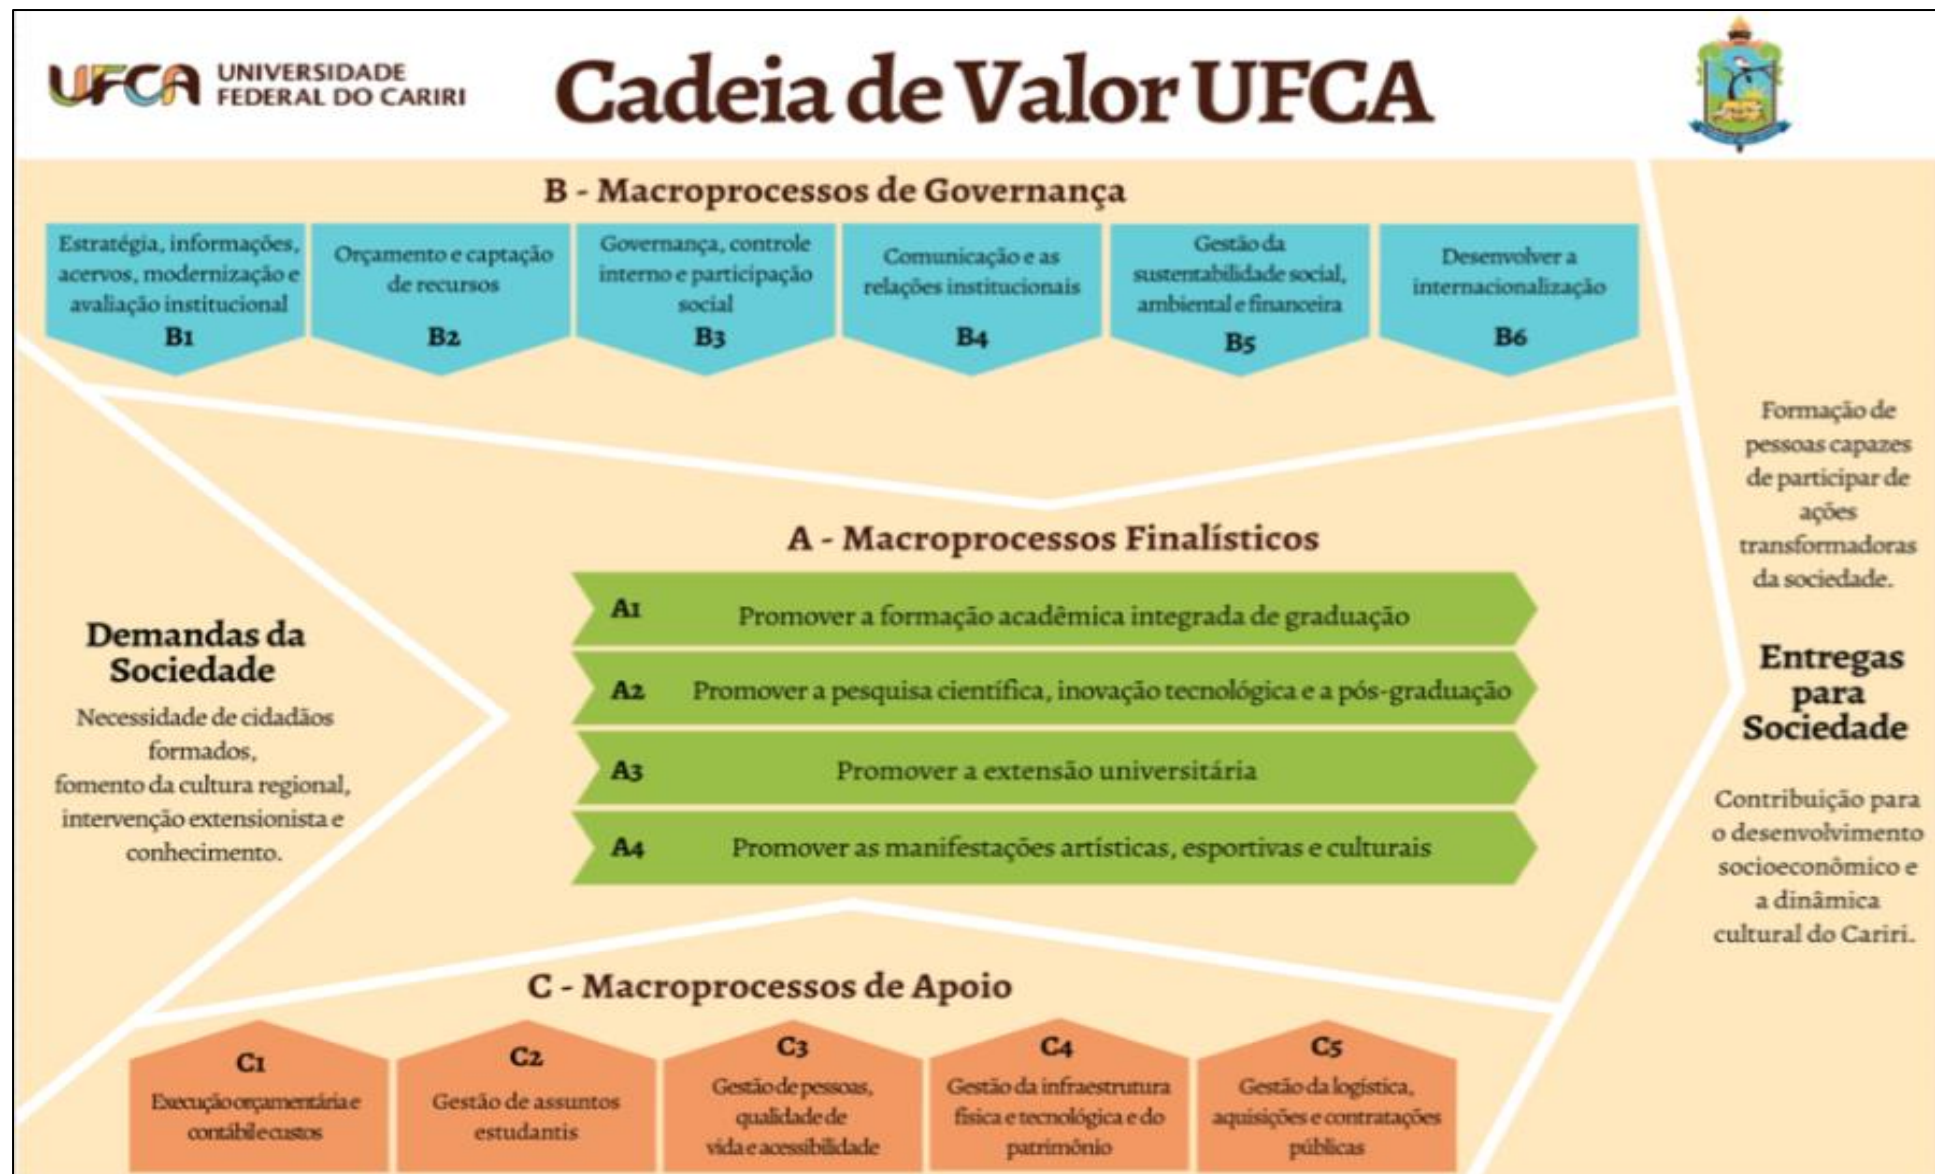 UFCA
UNIVERSIDADE
FEDERAL DO CARIRI
Cadeia de Valor UFCA
B - Macroprocessos de Governança
Estratégia, informações,
acervos, modernização e
avaliação institucional
B1
Orçamento e captação
de recursos
B2
Governança, controle
interno e participação
social
B3
Comunicação e as
relações institucionais
B4
Gestão da
sustentabilidade social,
ambiental e financeira
B5
Desenvolver a
internacionalização
B6
Demandas da
Sociedade
Necessidade de cidadãos
formados,
fomento da cultura regional,
intervenção extensionista e
conhecimento.
A - Macroprocessos Finalísticos
A1 Promover a formação acadêmica integrada de graduação
A2 Promover a pesquisa científica, inovação tecnológica e a pós-graduação
A3 Promover a extensão universitária
A4 Promover as manifestações artísticas, esportivas e culturais
Formação de
pessoas capazes
de participar de
ações
transformadoras
da sociedade.
Entregas
para
Sociedade
Contribuição para
o desenvolvimento
socioeconômico e
a dinâmica
cultural do Cariri.
C - Macroprocessos de Apoio
C1
Execução orçamentária e
contábil e custos
C2
Gestão de assuntos
estudantis
C3
Gestão de pessoas,
qualidade de
vida e acessibilidade
C4
Gestão da infraestrutura
física e tecnológica e do
patrimônio
C5
Gestão da logística,
aquisições e contratações
públicas